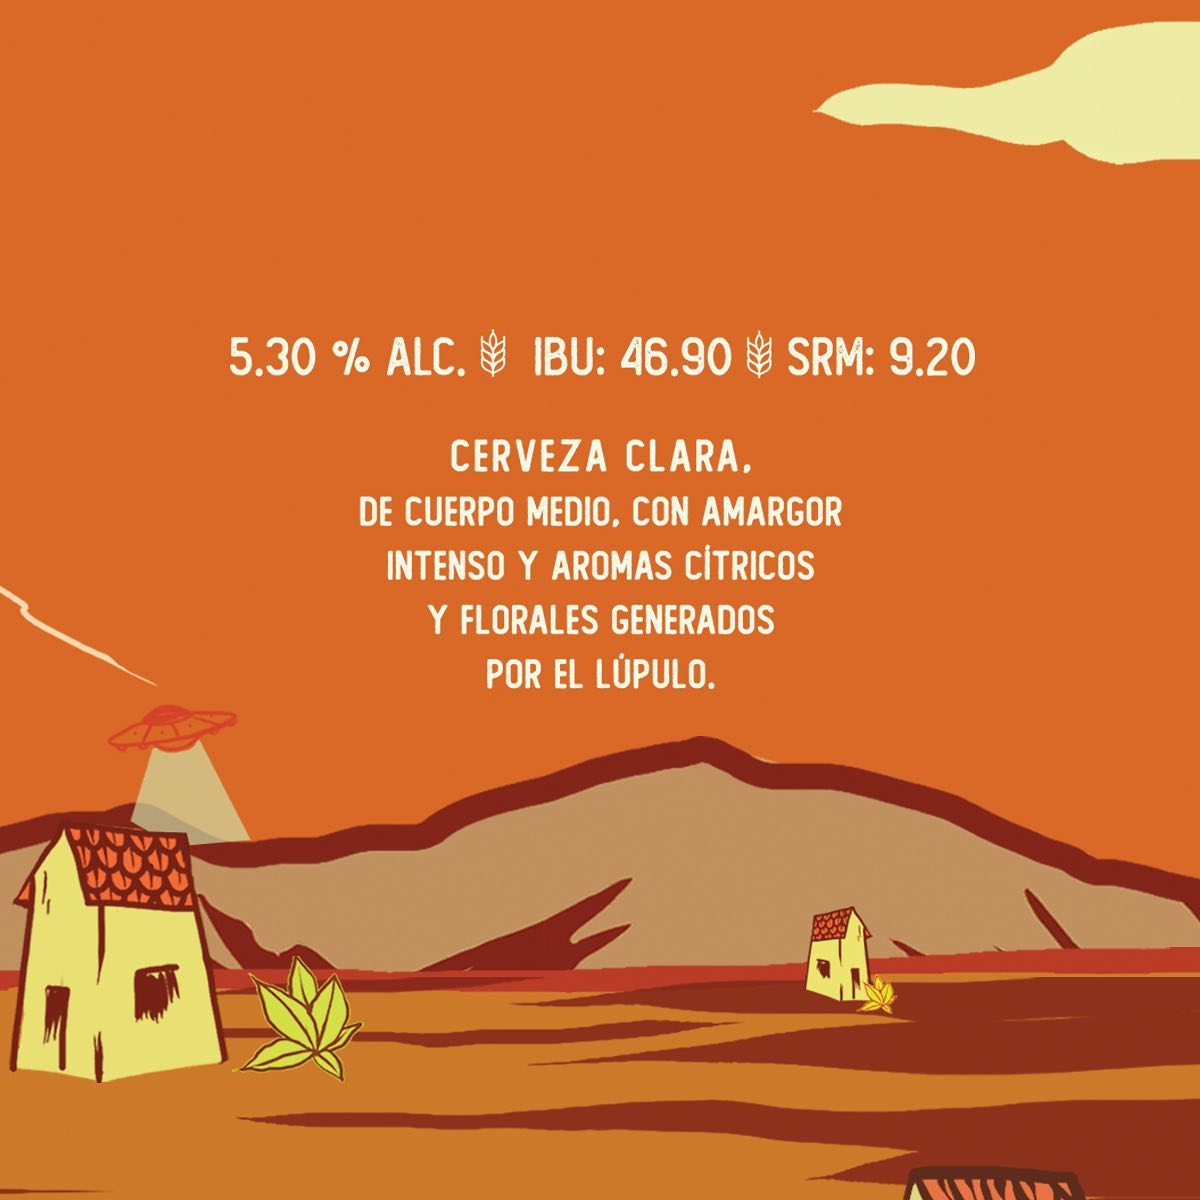 5.30 % ALC. IBU: 46.90 SRM: 9.20
CERVEZA CLARA,
DE CUERPO MEDIO, CON AMARGOR
INTENSO Y AROMAS CÍTRICOS
Y FLORALES GENERADOS
POR EL LÚPULO.